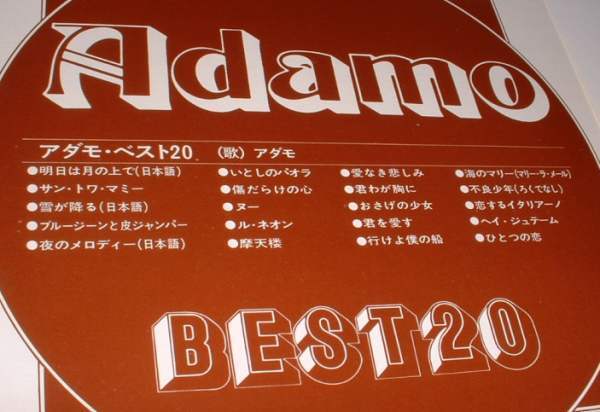 Adamo
アダモ・ベスト20 (歌) アダモ
●明日は月の上で(日本語)
●サン・トワ・マミー
●雪が降る(日本語)
●ブルージーンと皮ジャンパー
●夜のメロディー(日本語)
●いとしのパオラ
●傷だらけの心
●ヌー
●ル・ネオン
●摩天楼
●愛なき悲しみ
●君わが胸に
●おさげの少女
●君を愛す
●行けよ僕の船
●海のマリー(マリー・ラ・メール)
●不良少年(ろくでなし)
●恋するイタリアーノ
●ヘイ・ジュテーム
●ひとつの恋
BEST20